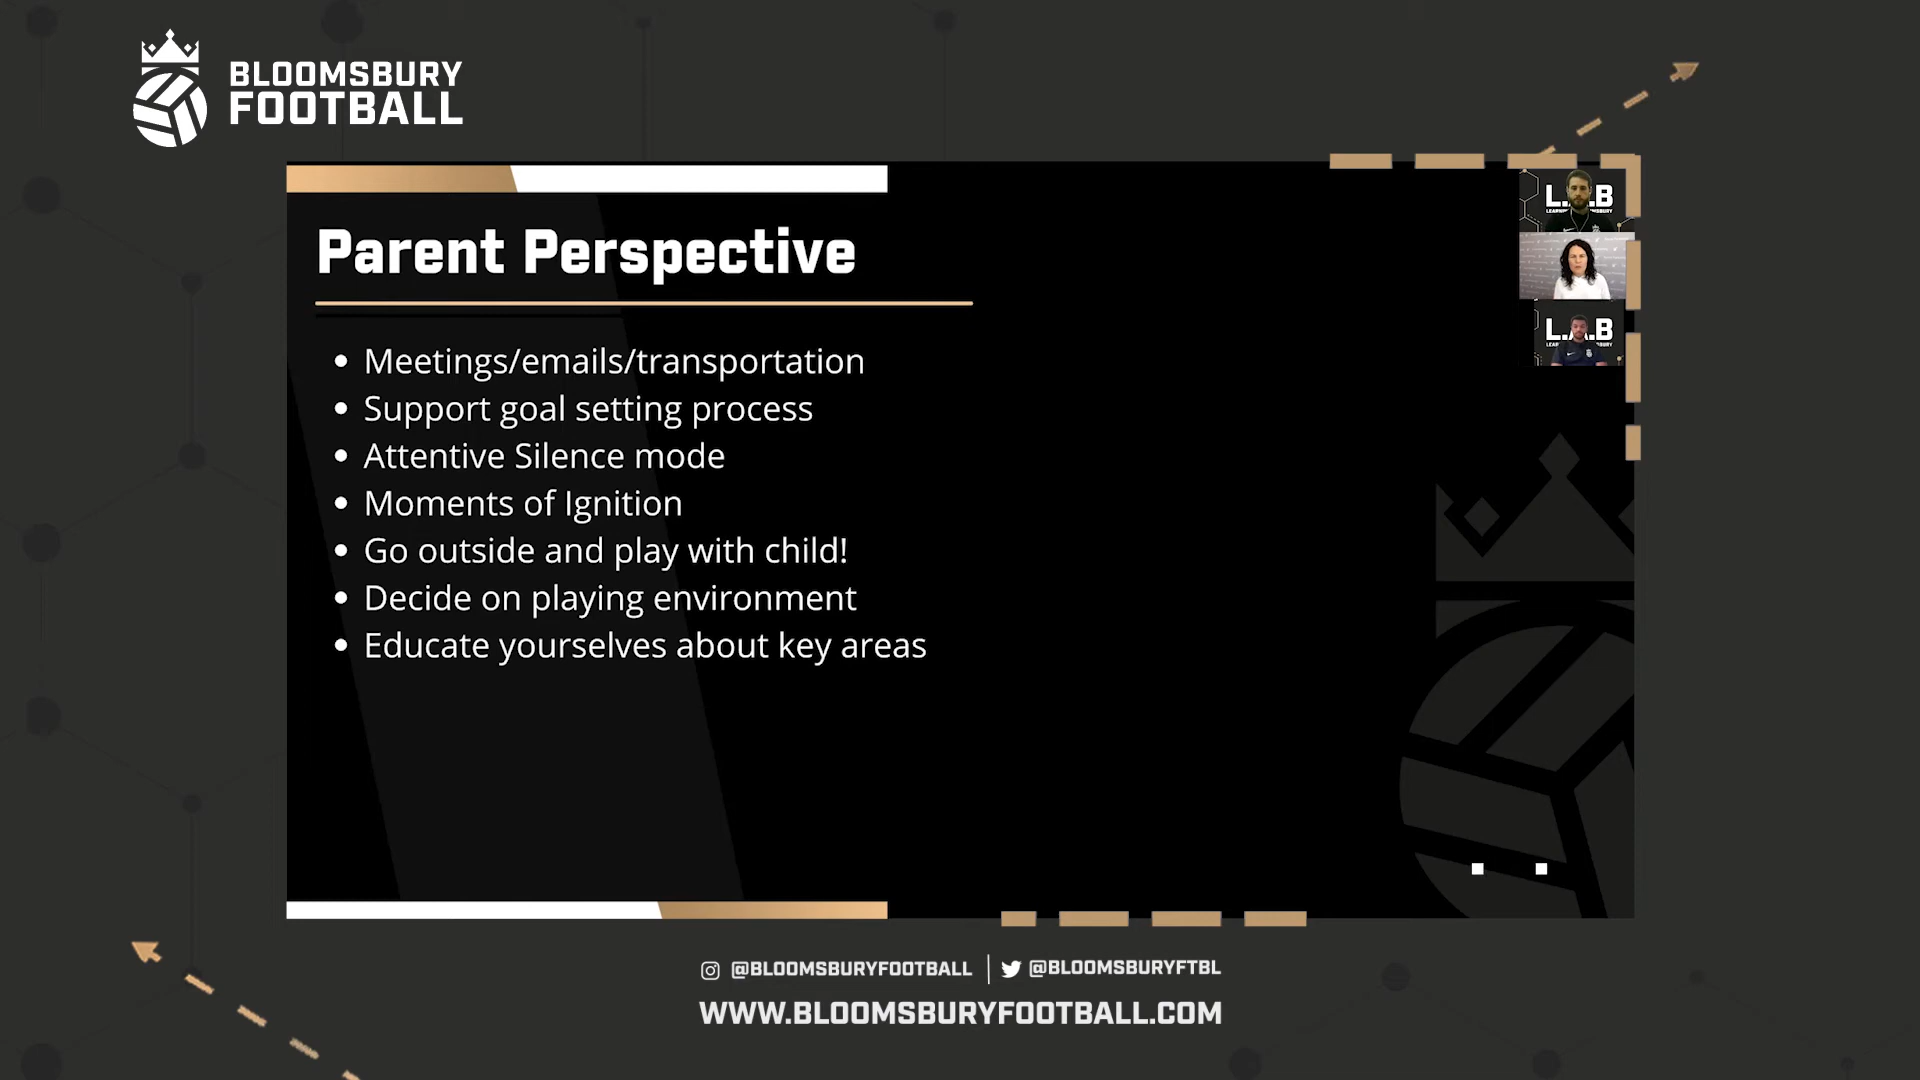 BLOOMSBURY
FOOTBALL
Parent Perspective
Meetings/emails/transportation
Support goal setting process
Attentive Silence mode
Moments of Ignition
Go outside and play with child!
Decide on playing environment
Educate yourselves about key areas
@BLOOMSBURYFOOTBALL
@BLOOMSBURYFTBL
WWW.BLOOMSBURYFOOTBALL.COM